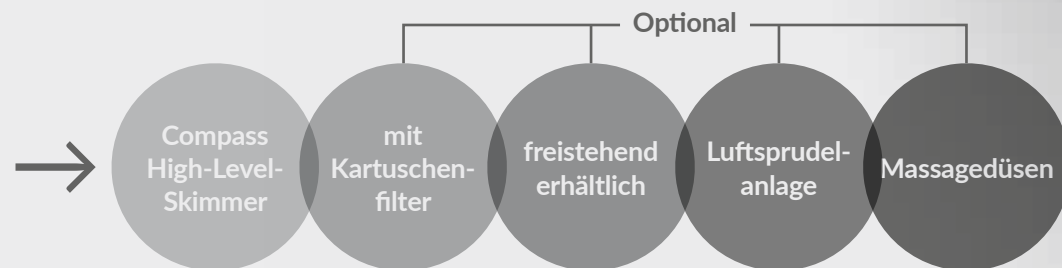 Optional
Compass
High-Level-
Skimmer
mit
Kartuschen-
filter
freistehend
erhältlich
Luftsprudel-
anlage
Massagedüsen